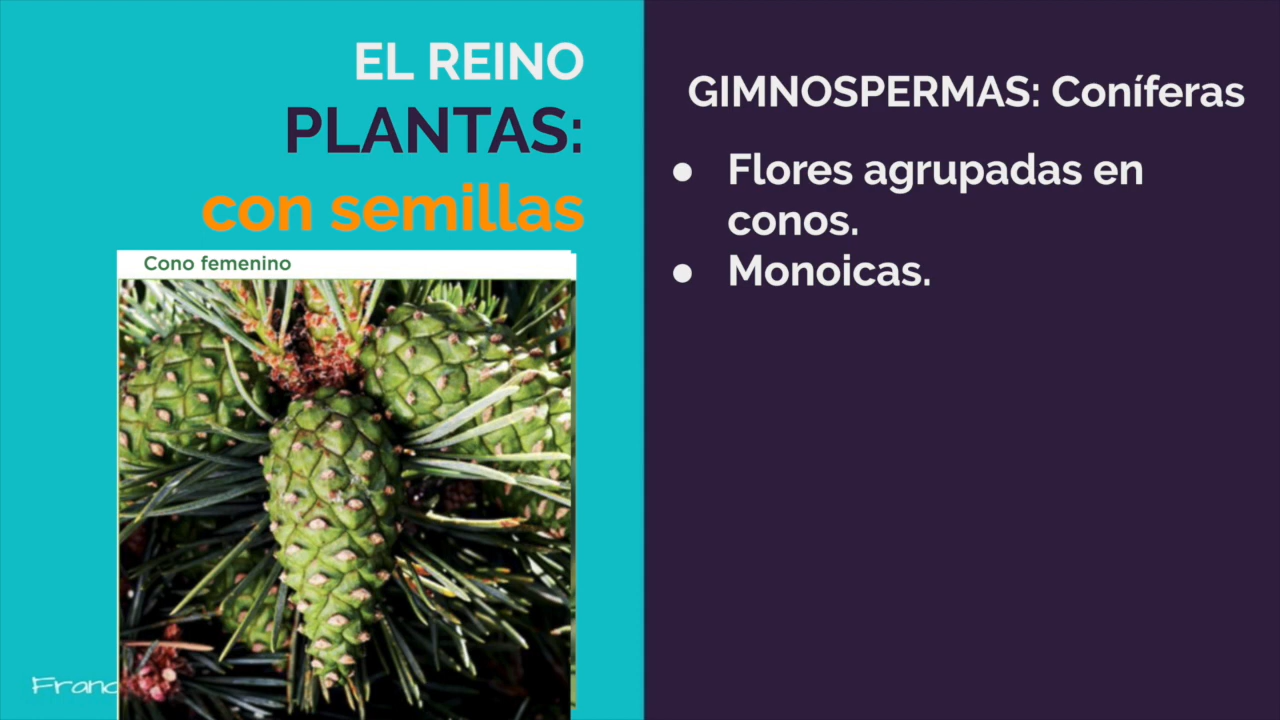 EL REINO
PLANTAS:
con semillas
Cono femenino
GIMNOSPERMAS: Coníferas
● Flores agrupadas en
conos.
● Monoicas.